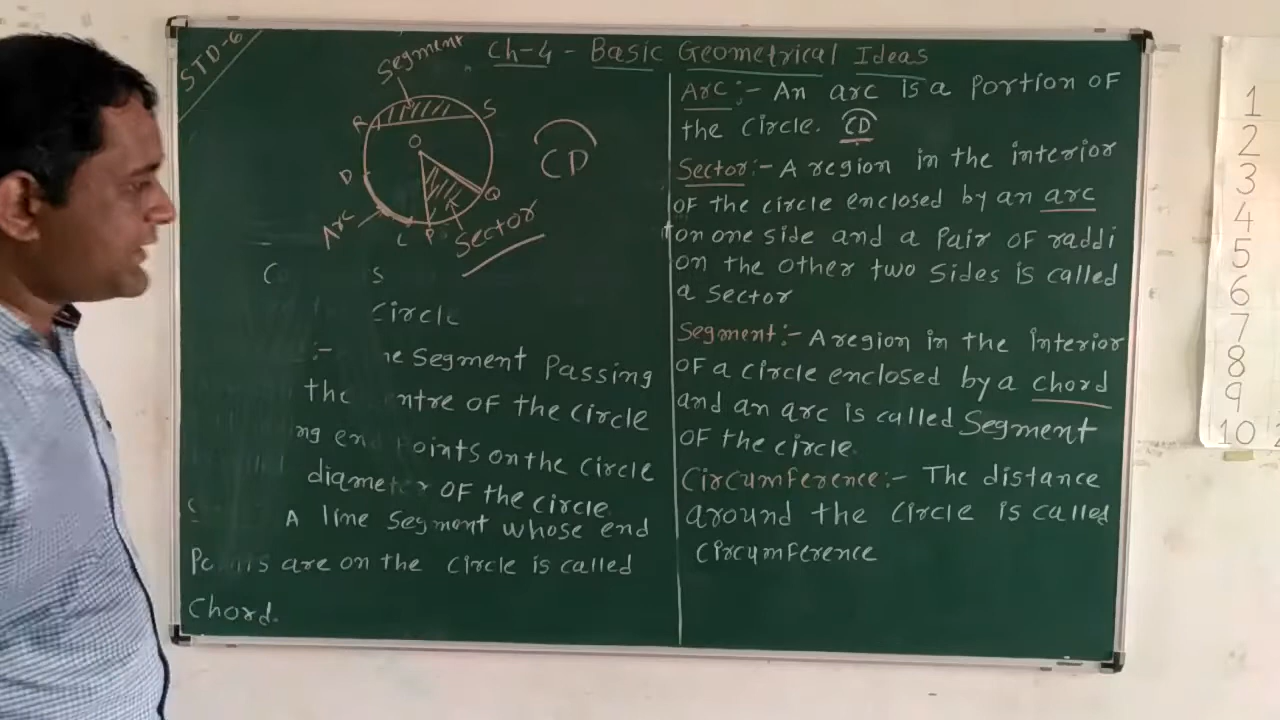 STD-6
Ch-4 - Basic Geometrical Ideas
Segment
R
S
O
D
Q
Arc
C
P
Sector
CD
S
Circle
:-
Segment Passing
the OF the circle
en Points on the circle
diameter OF the circle
A line segment whose end
are on the circle is called
Chord.
Arc :- An arc is a Portion OF
the circle. CD
Sector:- A region in the interior
OF the circle enclosed by an arc
on one side and a Pair OF raddi
on the other two sides is called
a sector
Segment:- A region in the interior
OF a circle enclosed by a chord
and an arc is called Segment
OF the circle.
Circumference:- The distance
around the circle is called
circumference
1
2
3
4
5
6
7
8
9
10